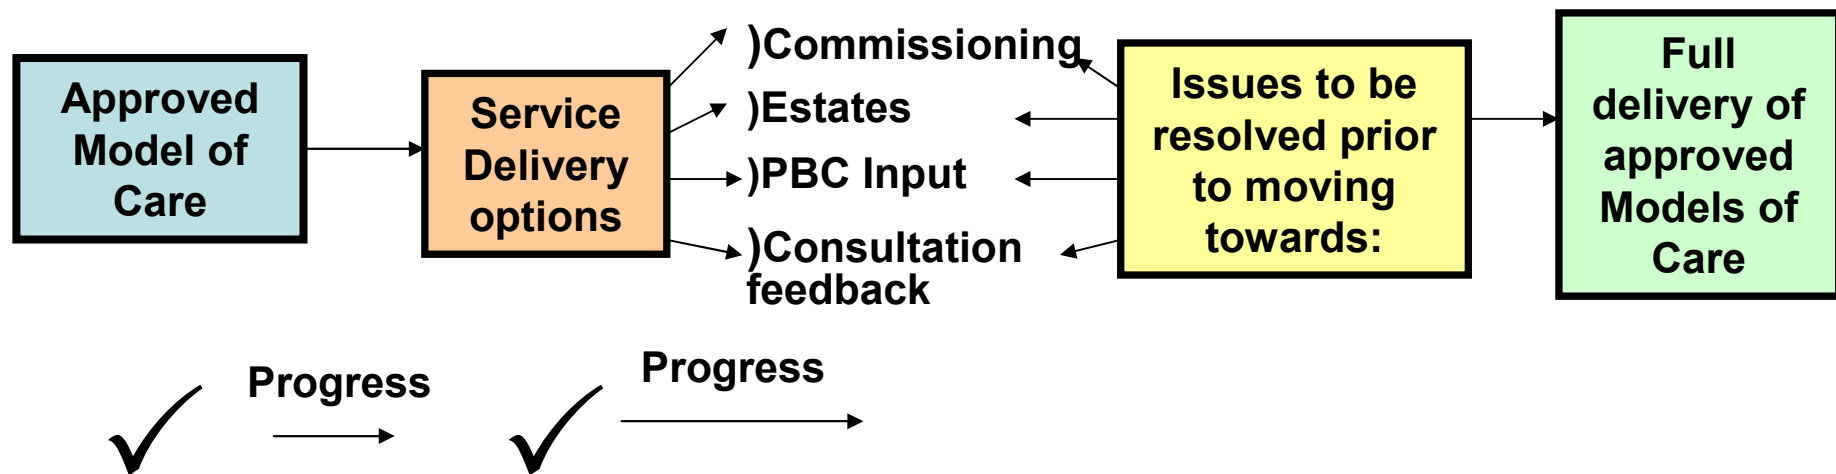 Approved
Model of
Care
Service
Delivery
options
)Commissioning
)Estates
)PBC Input
)Consultation
feedback
Issues to be
resolved prior
to moving
towards:
Full
delivery of
approved
Models of
Care
Progress
Progress